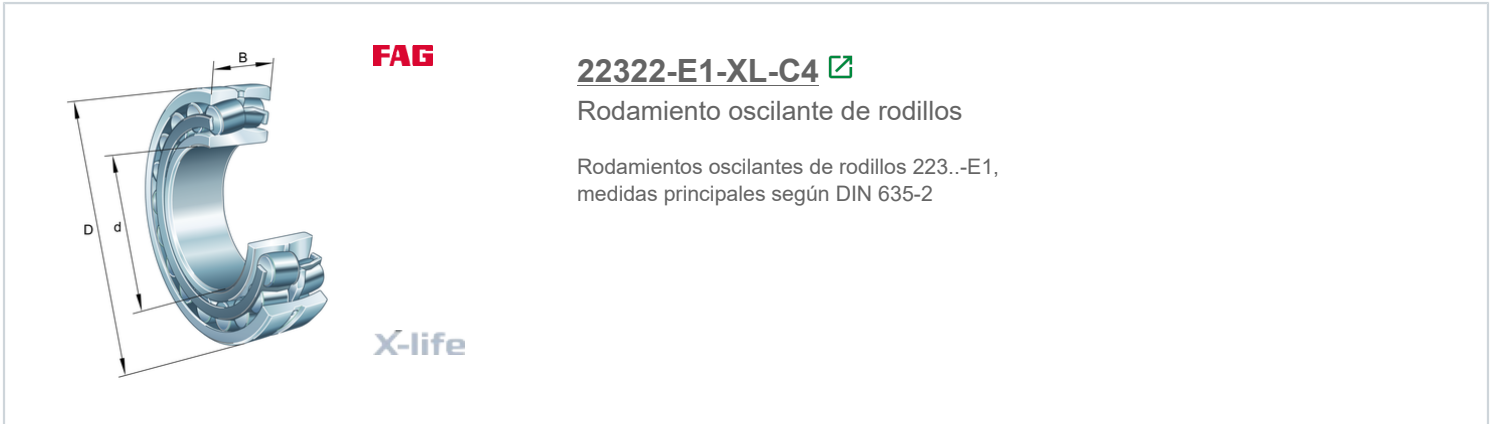 FAG
B
D
d
X-life
22322-E1-XL-C4
Rodamiento oscilante de rodillos
Rodamientos oscilantes de rodillos 223..-E1,
medidas principales según DIN 635-2